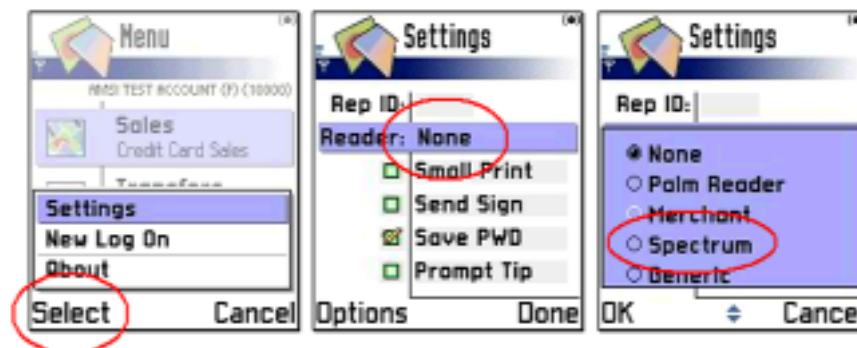 Menu
AMSI TEST ACCOUNT (F) (10000)
Sales
Credit Card Sales
Transfers
Settings
New Log On
About
Select Cancel
Settings
Rep ID:
Reader: None
Small Print
Send Sign
Save PWD
Prompt Tip
Options Done
Settings
Rep ID:
None
Palm Reader
Merchant
Spectrum
Generic
OK Cance